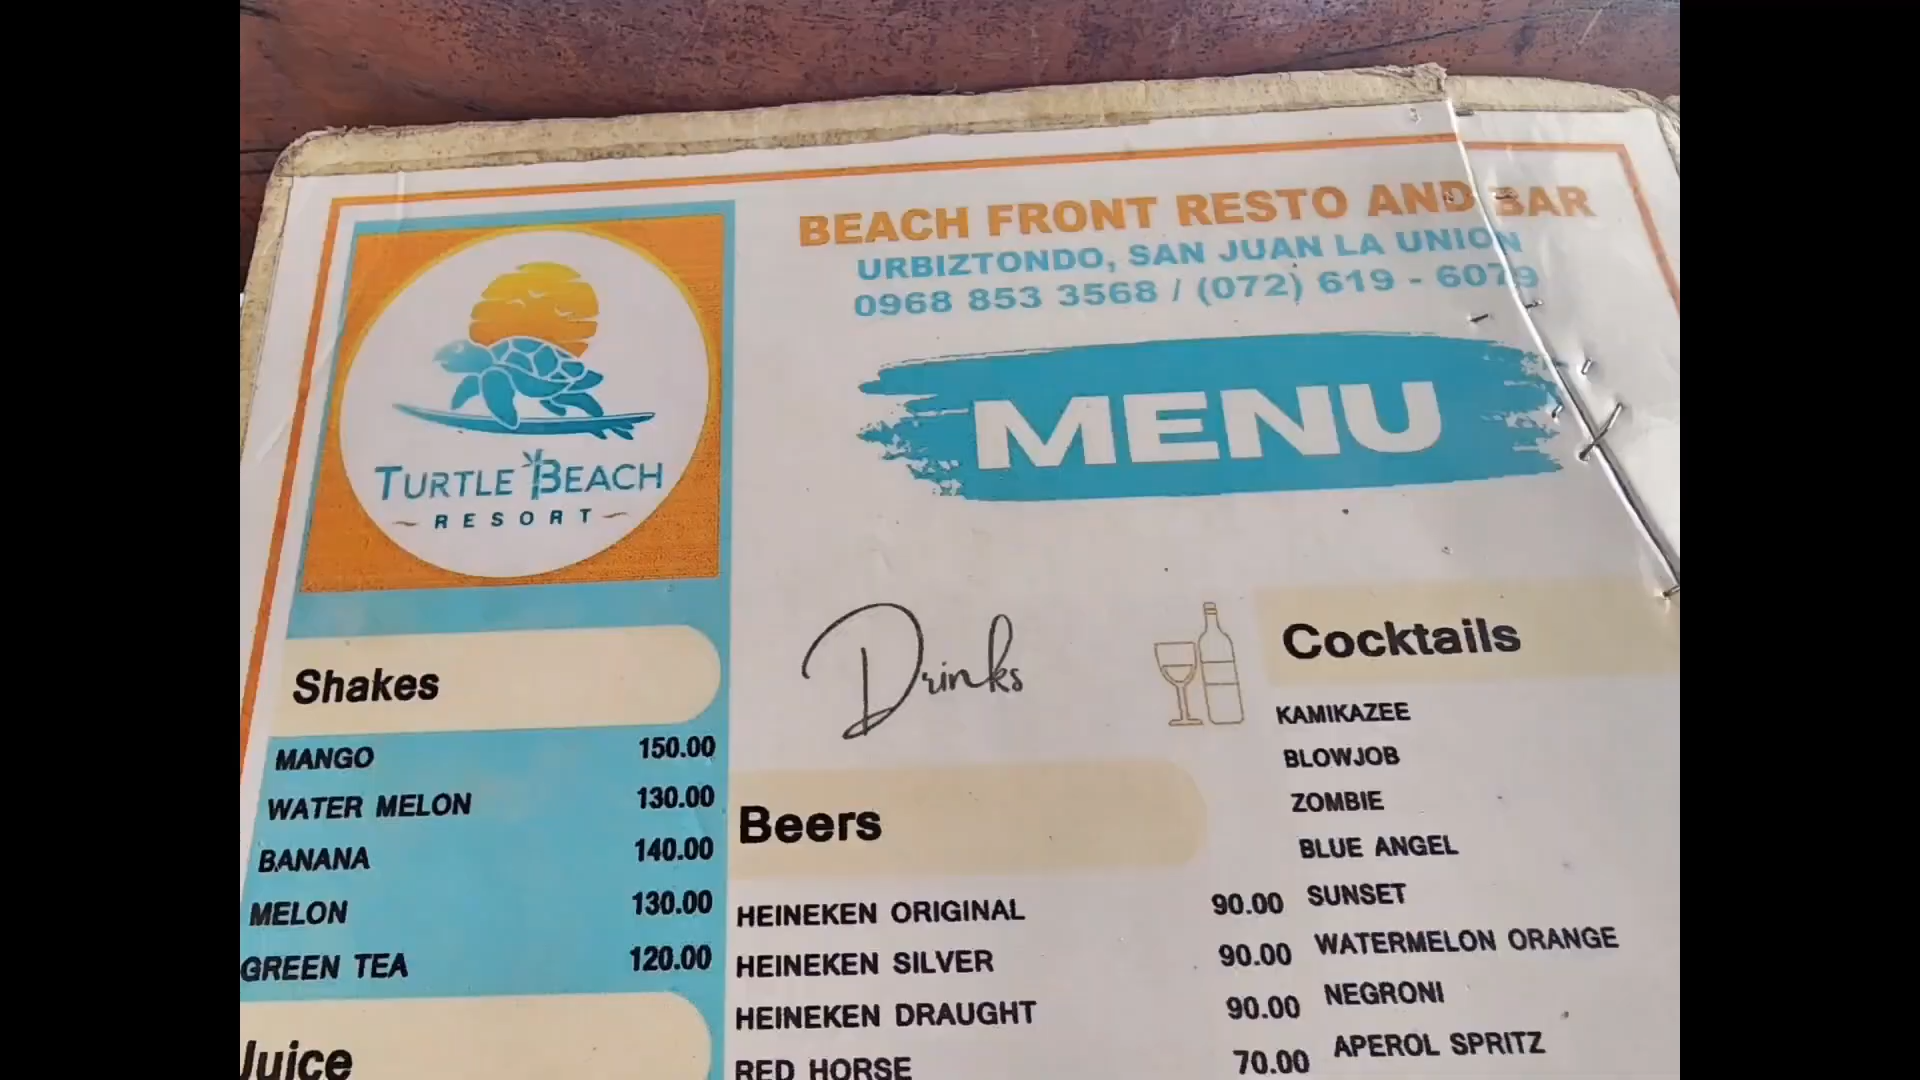 BEACH FRONT RESTO AND BAR
URBIZTONDO, SAN JUAN LA UNION
0968 853 3568 / (072) 619 - 6079
MENU
TURTLE BEACH
RESORT
Shakes
MANGO 150.00
WATER MELON 130.00
BANANA 140.00
MELON 130.00
GREEN TEA 120.00
Juice
Drinks
Beers
HEINEKEN ORIGINAL 90.00
HEINEKEN SILVER 90.00
HEINEKEN DRAUGHT 90.00
RED HORSE 70.00
Cocktails
KAMIKAZEE
BLOWJOB
ZOMBIE
BLUE ANGEL
SUNSET
WATERMELON ORANGE
NEGRONI
APEROL SPRITZ